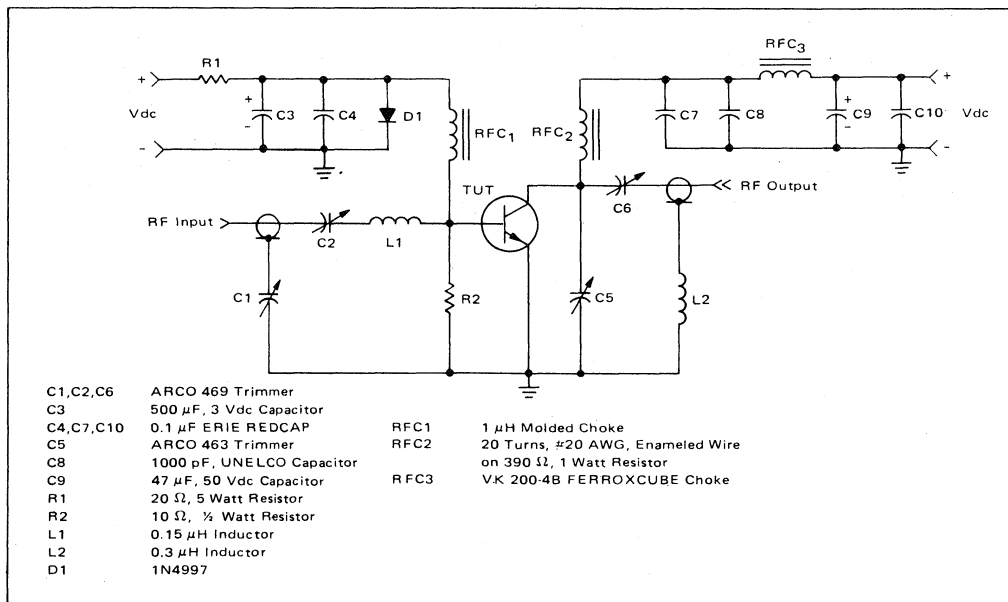 R1
RFC3
+
Vdc
-
+
-
C3
C4
D1
RFC1
RFC2
C7
C8
+
-
C9
C10
+
Vdc
-
TUT
RF Input
C2
L1
C6
RF Output
C1
R2
C5
L2
C1,C2,C6 ARCO 469 Trimmer
C3 500 μF, 3 Vdc Capacitor
C4,C7,C10 0.1 μF ERIE REDCAP
C5 ARCO 463 Trimmer
C8 1000 pF, UNELCO Capacitor
C9 47 μF, 50 Vdc Capacitor
R1 20 Ω, 5 Watt Resistor
R2 10 Ω, ½ Watt Resistor
L1 0.15 μH Inductor
L2 0.3 μH Inductor
D1 1N4997
RFC1 1 μH Molded Choke
RFC2 20 Turns, #20 AWG, Enameled Wire
on 390 Ω, 1 Watt Resistor
RFC3 VK 200-4B FERROXCUBE Choke